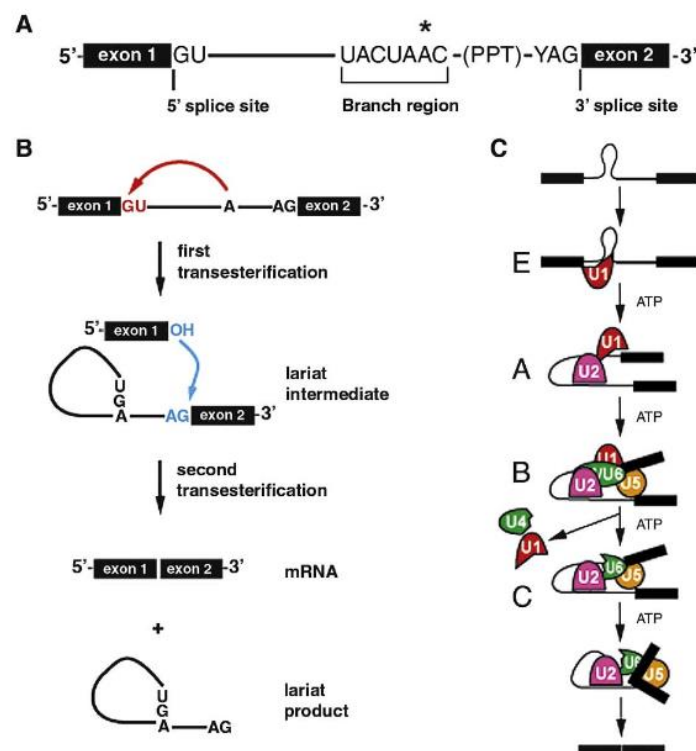 A
*
5'- exon 1 GU UACUAAC -(PPT)- YAG exon 2 -3'
5' splice site
Branch region
3' splice site
B
5'- exon 1 GU A AG exon 2 -3'
first
transesterification
5'- exon 1 OH
U
G
A AG exon 2 -3'
lariat
intermediate
second
transesterification
5'- exon 1 exon 2 -3' mRNA
+
U
G
A AG
lariat
product
C
E
U1
ATP
A
U1
U2
ATP
B
U1
U2 /U6 U5
ATP
U4
U1
C
U2 U6 U5
ATP
U2 U6 U5